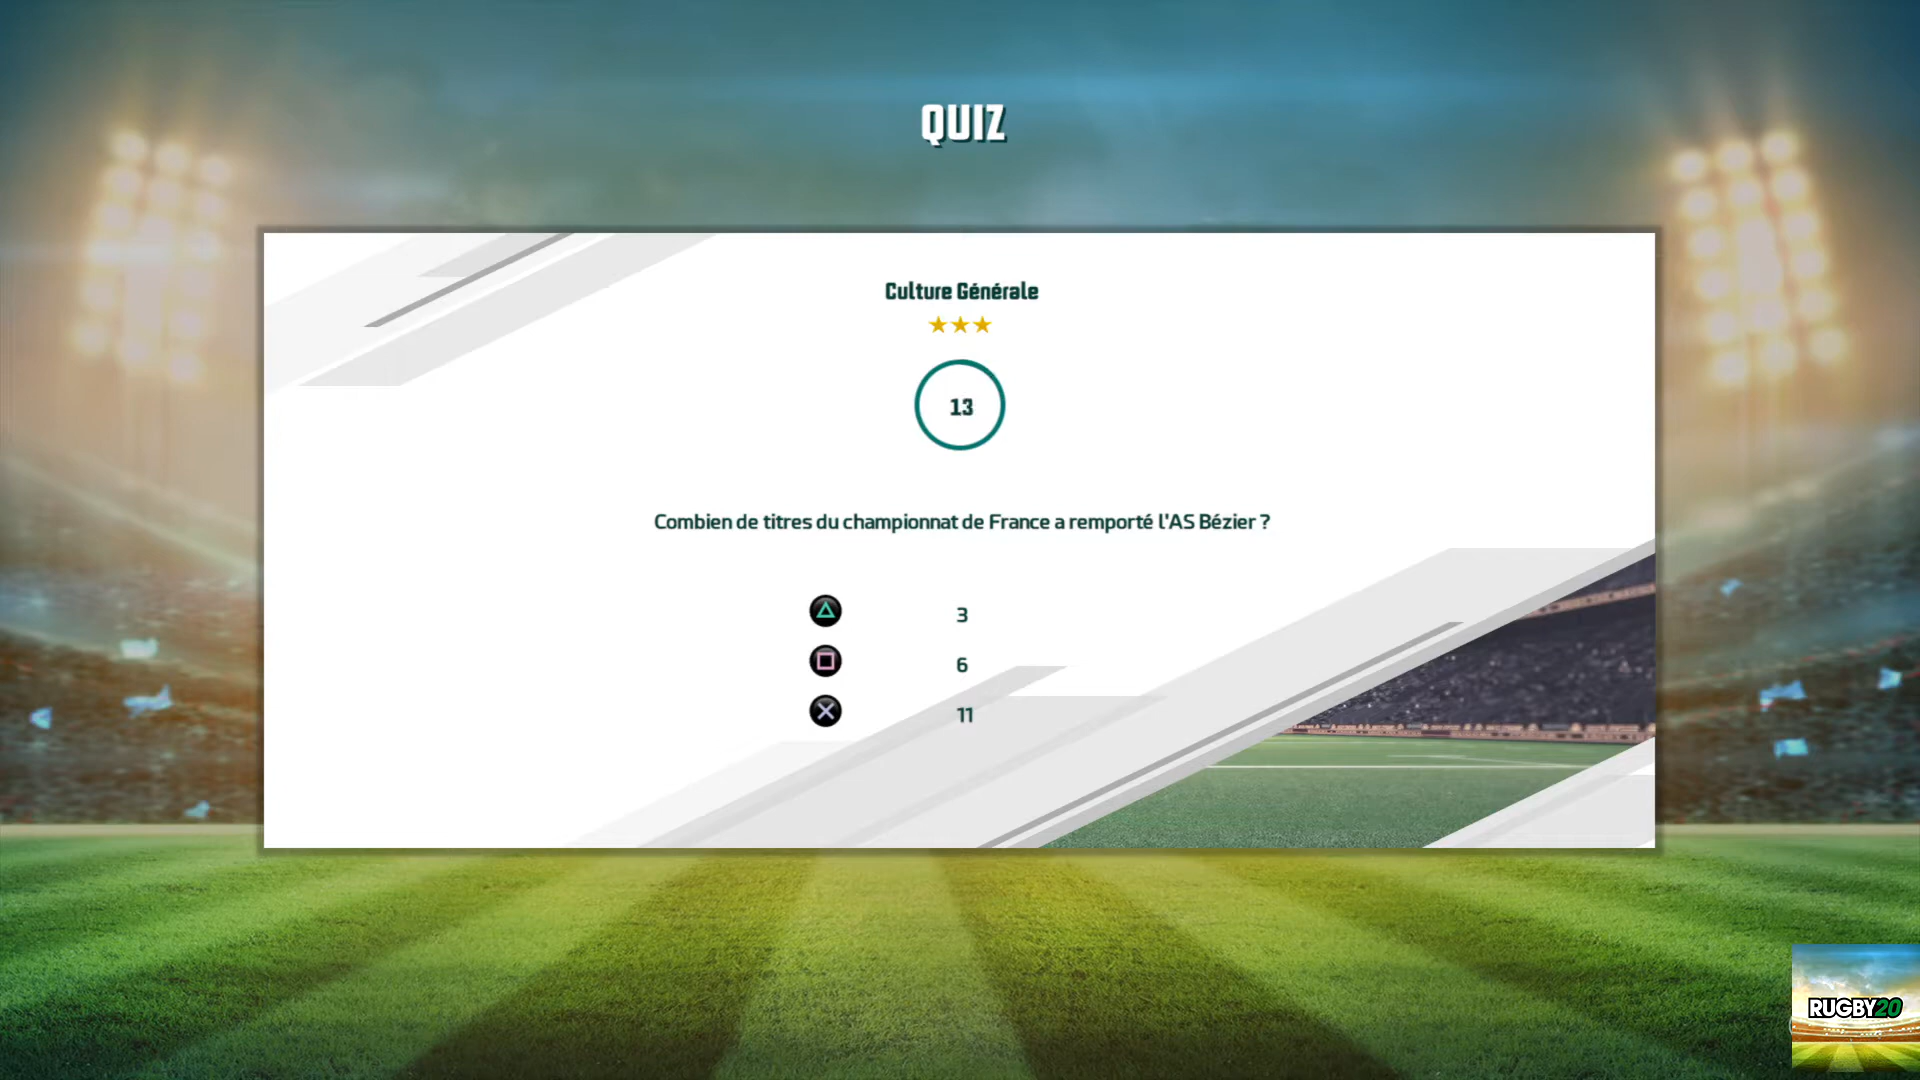 QUIZ
Culture Générale
13
Combien de titres du championnat de France a remporté l'AS Bézier ?
3
6
11
RUGBY20